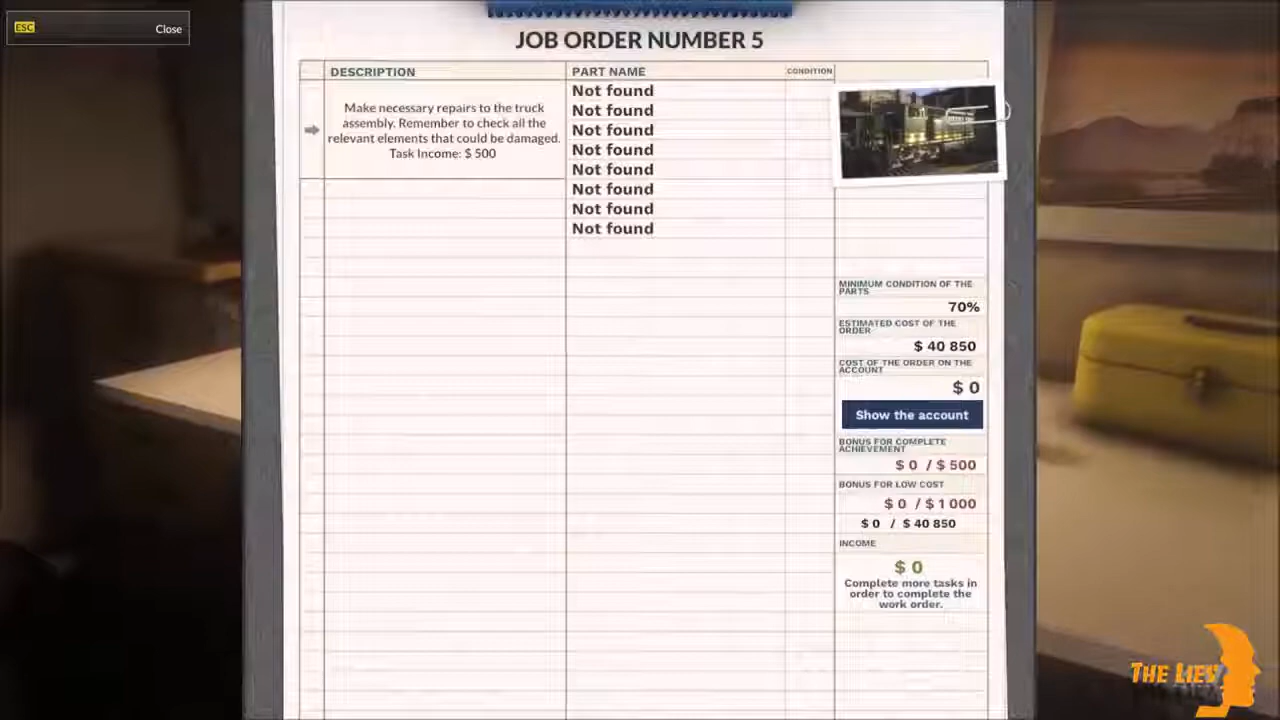 ESC
Close
JOB ORDER NUMBER 5
DESCRIPTION
PART NAME
CONDITION
Make necessary repairs to the truck
assembly. Remember to check all the
relevant elements that could be damaged.
Task Income: $ 500
Not found
Not found
Not found
Not found
Not found
Not found
Not found
Not found
MINIMUM CONDITION OF THE
PARTS
70%
ESTIMATED COST OF THE
ORDER
$ 40 850
COST OF THE ORDER ON THE
ACCOUNT
$ 0
Show the account
BONUS FOR COMPLETE
ACHIEVEMENT
$ 0 / $ 500
BONUS FOR LOW COST
$ 0 / $ 1 000
$ 0 / $ 40 850
INCOME
$ 0
Complete more tasks in
order to complete the
work order.
THE LIES